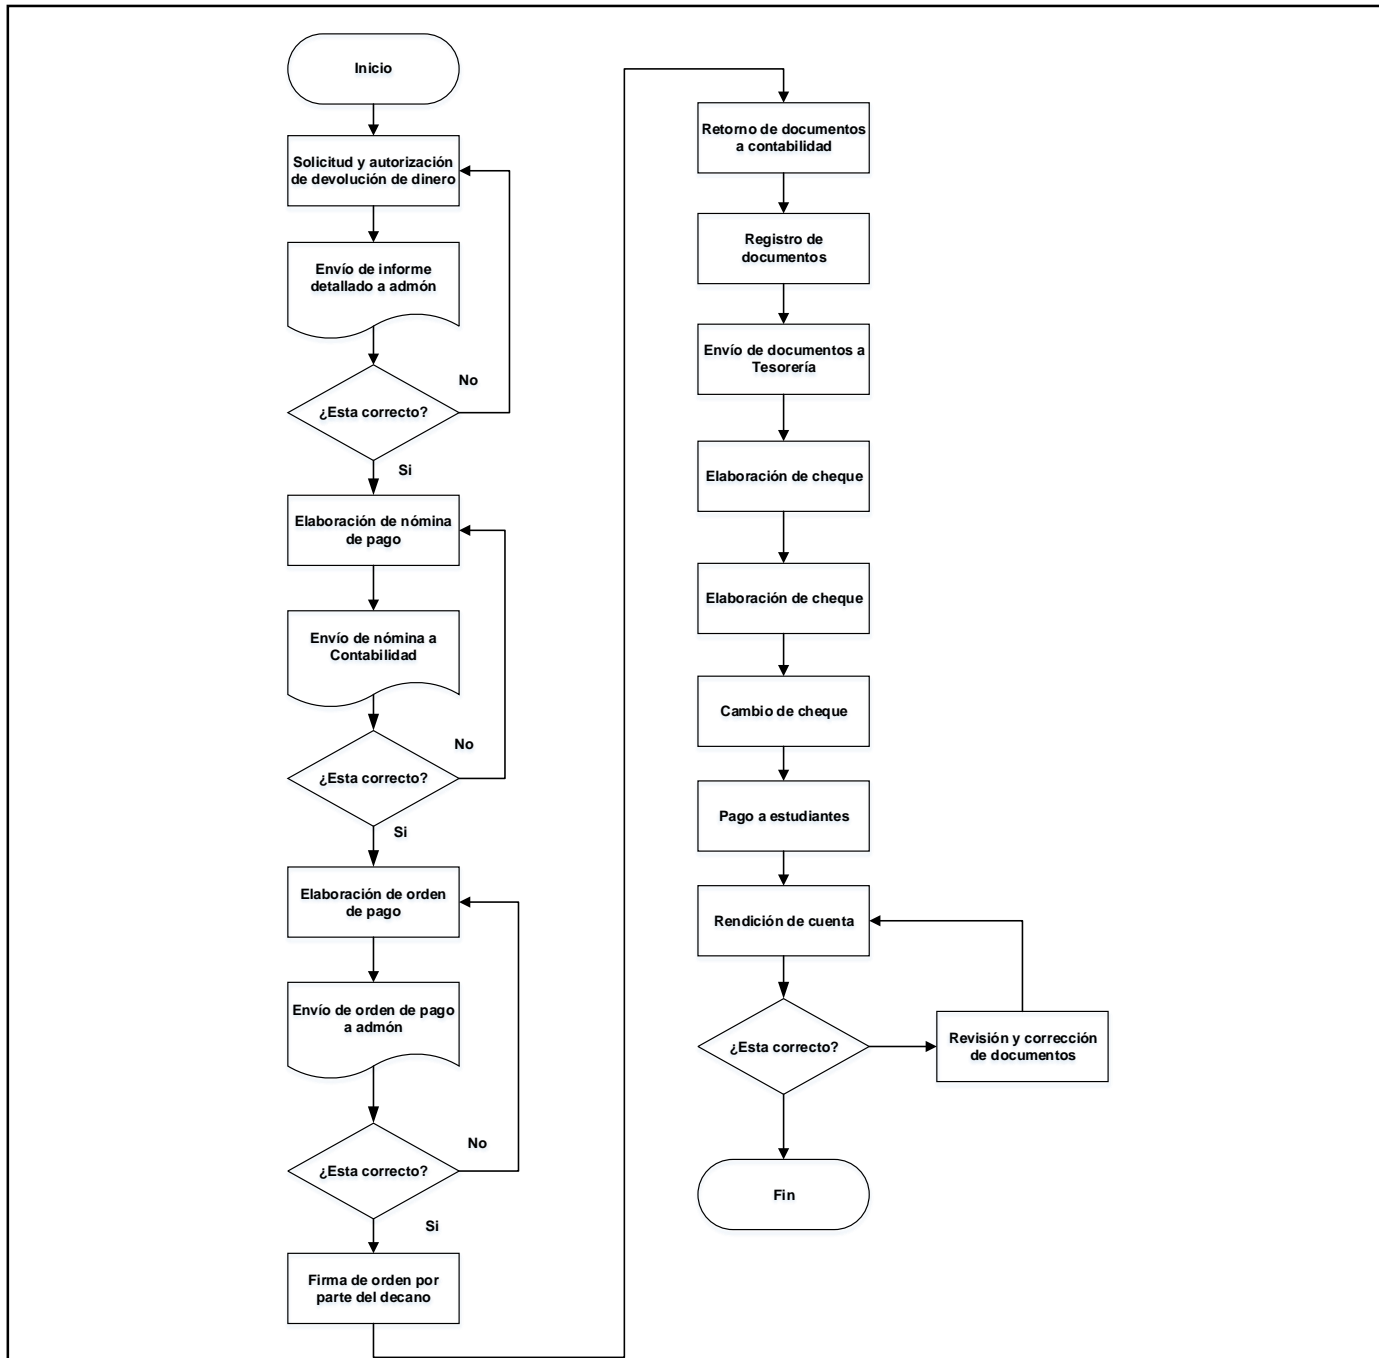 Inicio
Solicitud y autorización
de devolución de dinero
Envío de informe
detallado a admón
No
¿Esta correcto?
Si
Elaboración de nómina
de pago
Envío de nómina a
Contabilidad
No
¿Esta correcto?
Si
Elaboración de orden
de pago
Envío de orden de pago
a admón
No
¿Esta correcto?
Si
Firma de orden por
parte del decano
Retorno de documentos
a contabilidad
Registro de
documentos
Envío de documentos a
Tesorería
Elaboración de cheque
Elaboración de cheque
Cambio de cheque
Pago a estudiantes
Rendición de cuenta
¿Esta correcto?
Revisión y corrección
de documentos
Fin